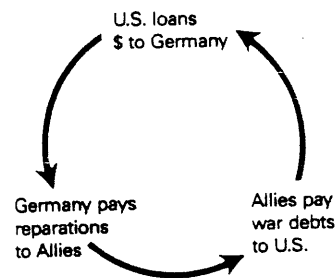 U.S. loans
$ to Germany
Germany pays
reparations
to Allies
Allies pay
war debts
to U.S.